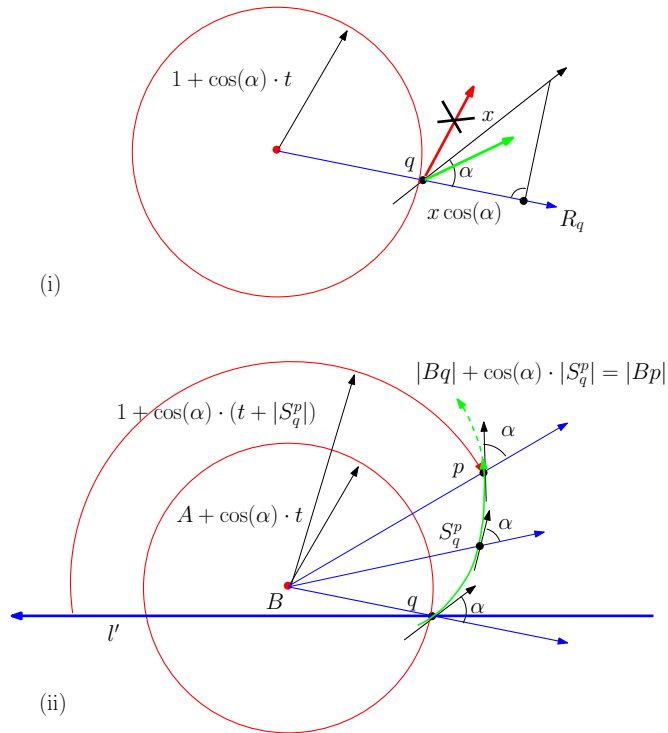 1 + cos(α) · t
x
q
α
x cos(α)
R_q
(i)
|Bq| + cos(α) · |S_q^p| = |Bp|
1 + cos(α) · (t + |S_q^p|)
α
p
A + cos(α) · t
S_q^p
α
B
q
α
l′
(ii)